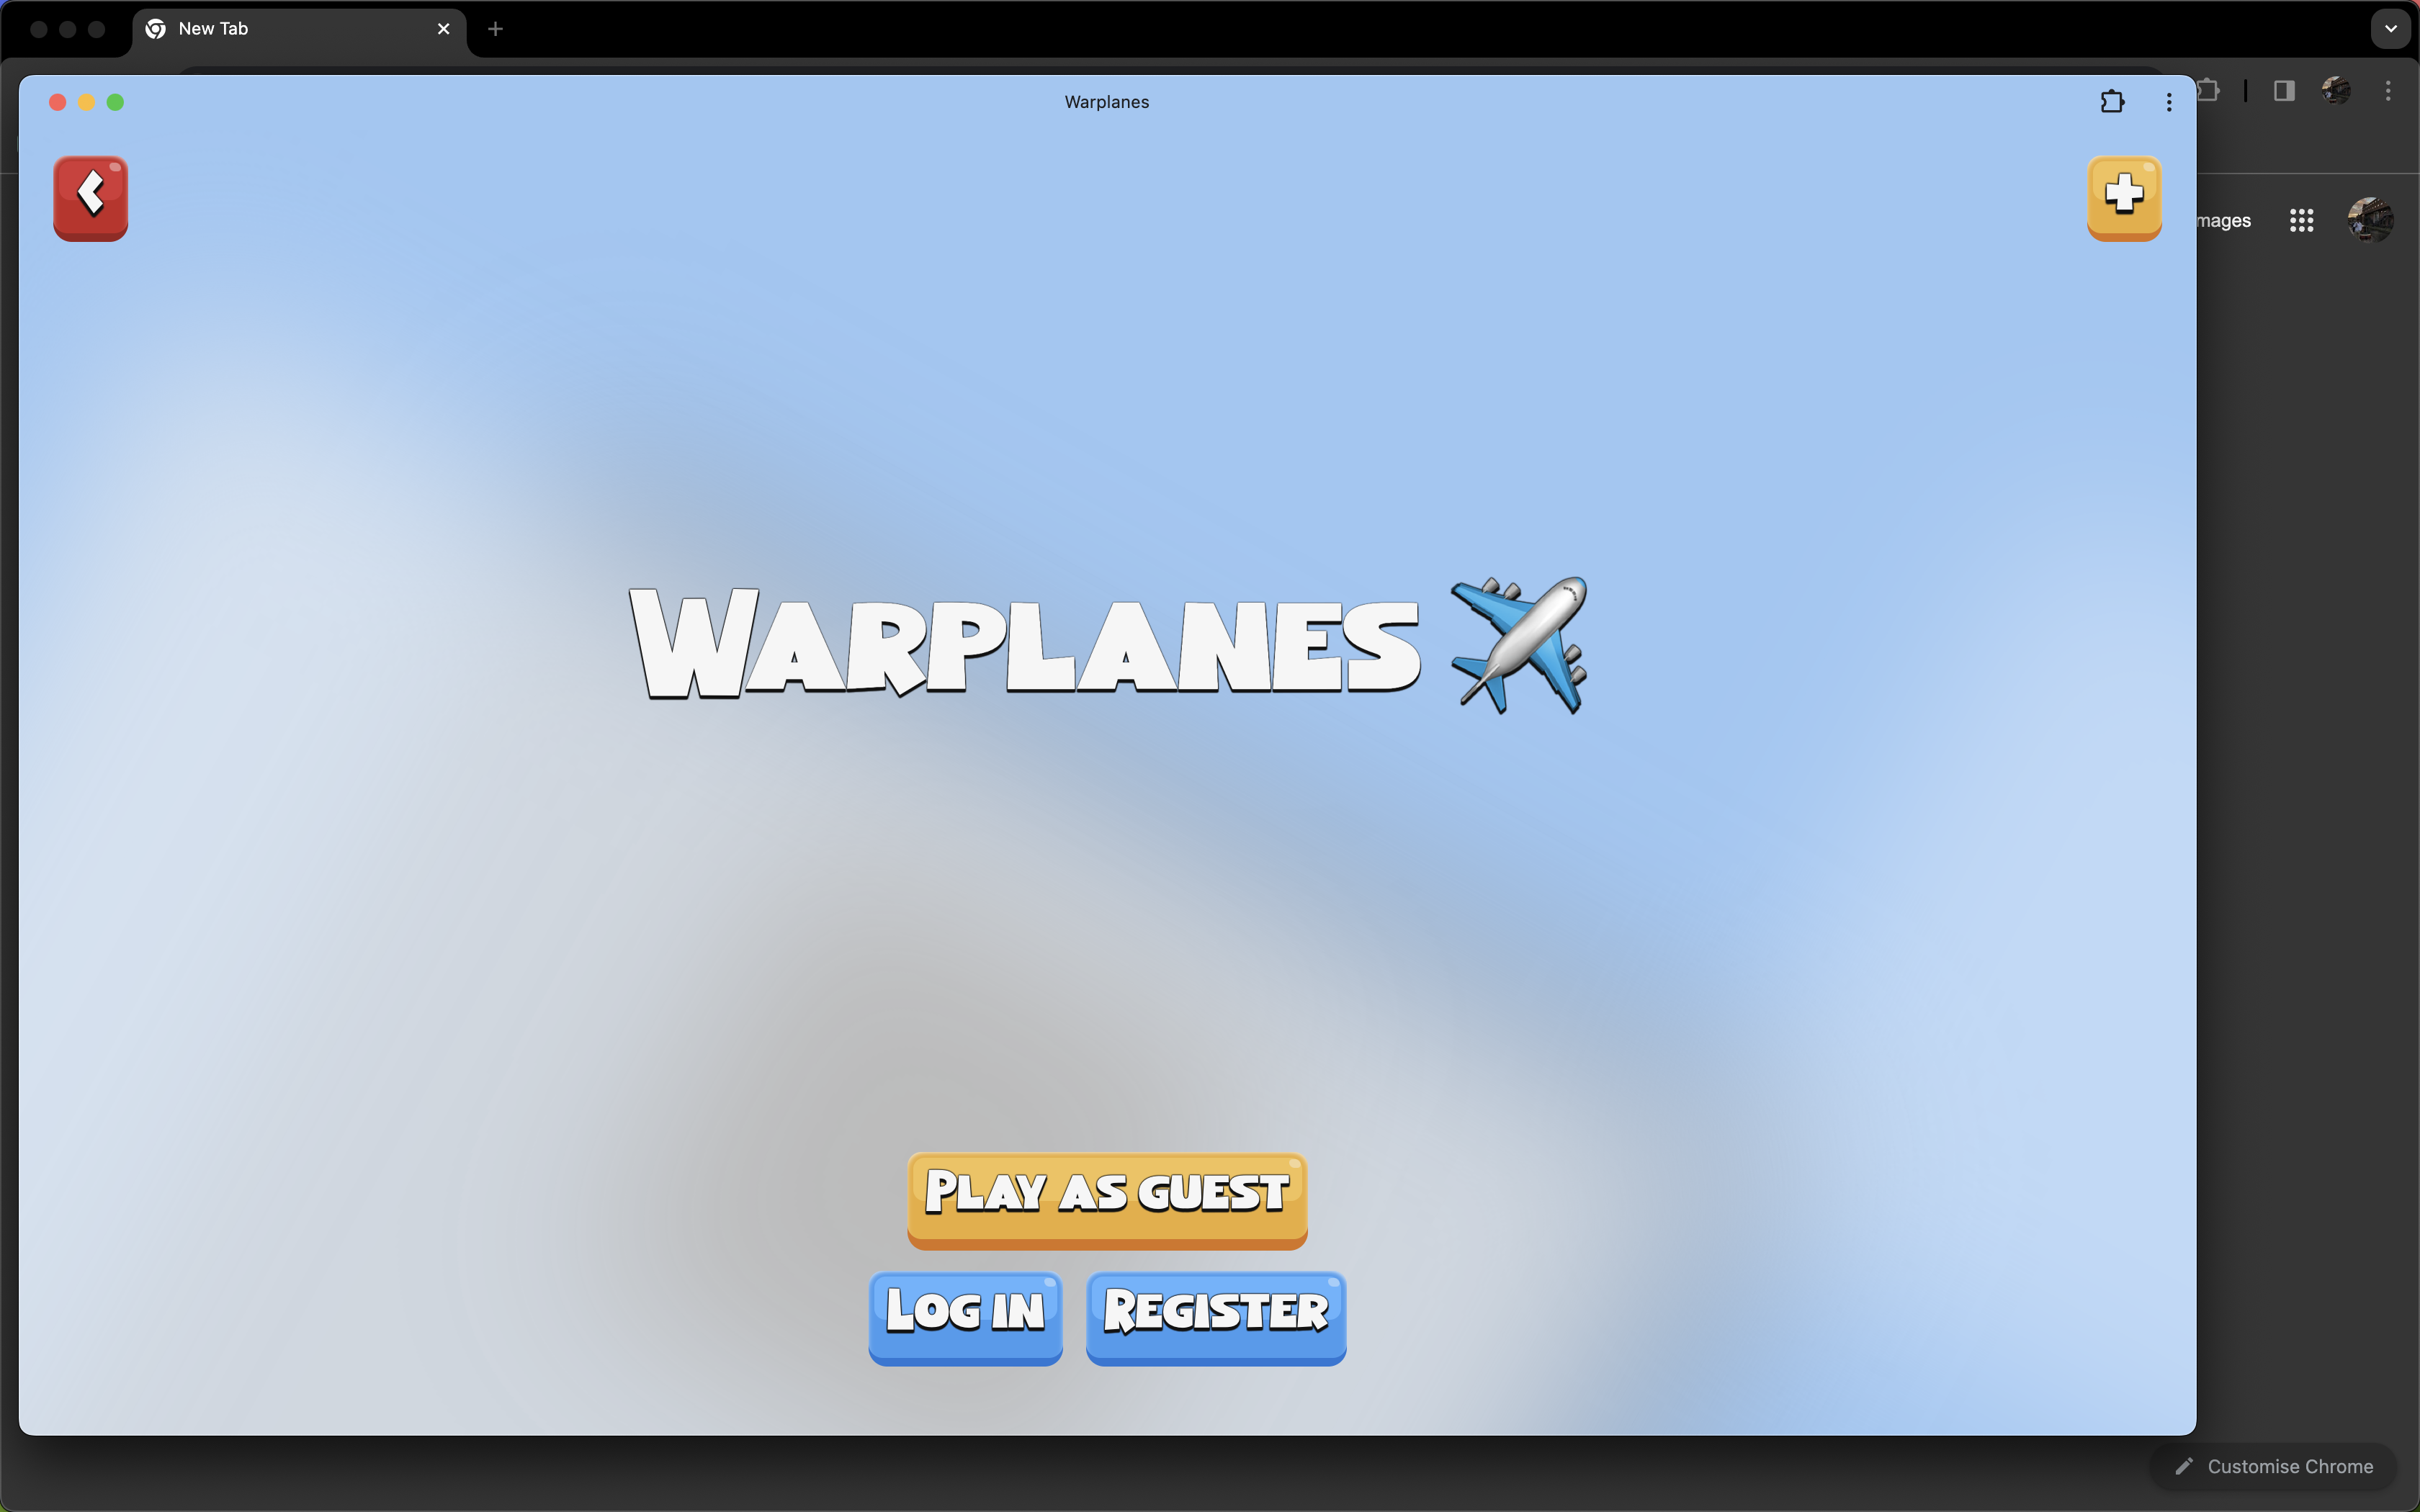 New Tab
Warplanes
mages
Warplanes
Play as guest
Log in
Register
Customise Chrome